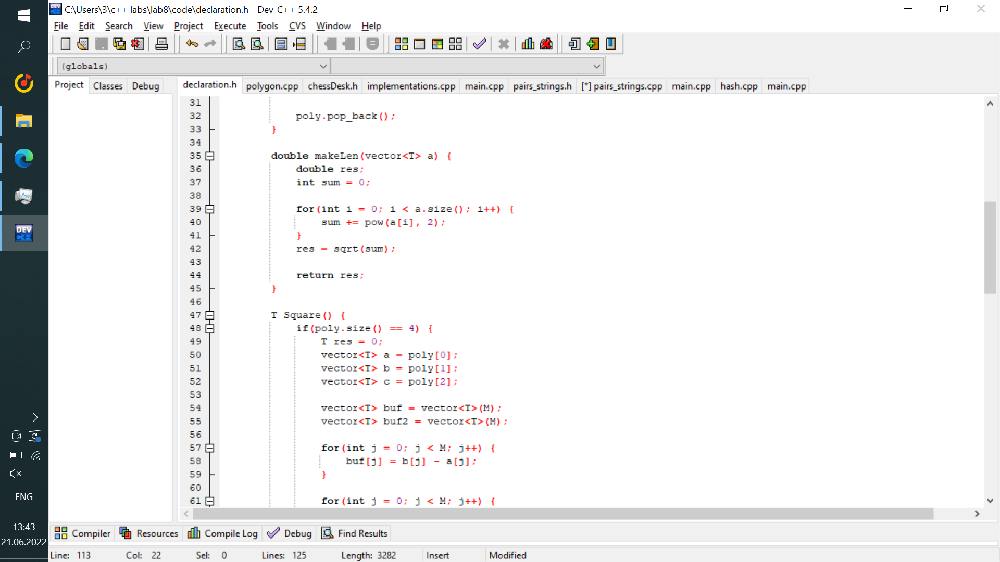 C:\Users\3\c++ labs\lab8\code\declaration.h - Dev-C++ 5.4.2
File Edit Search View Project Execute Tools CVS Window Help
(globals)
Project Classes Debug
declaration.h polygon.cpp chessDesk.h implementations.cpp main.cpp pairs_strings.h [*] pairs_strings.cpp main.cpp hash.cpp main.cpp
31
32 poly.pop_back();
33 }
34
35 double makeLen(vector<T> a) {
36 double res;
37 int sum = 0;
38
39 for(int i = 0; i < a.size(); i++) {
40 sum += pow(a[i], 2);
41 }
42 res = sqrt(sum);
43
44 return res;
45 }
46
47 T Square() {
48 if(poly.size() == 4) {
49 T res = 0;
50 vector<T> a = poly[0];
51 vector<T> b = poly[1];
52 vector<T> c = poly[2];
53
54 vector<T> buf = vector<T>(M);
55 vector<T> buf2 = vector<T>(M);
56
57 for(int j = 0; j < M; j++) {
58 buf[j] = b[j] - a[j];
59 }
60
61 for(int j = 0; j < M; j++) {
Compiler Resources Compile Log Debug Find Results
Line: 113 Col: 22 Sel: 0 Lines: 125 Length: 3282 Insert Modified
DEV C++
ENG
13:43
21.06.2022